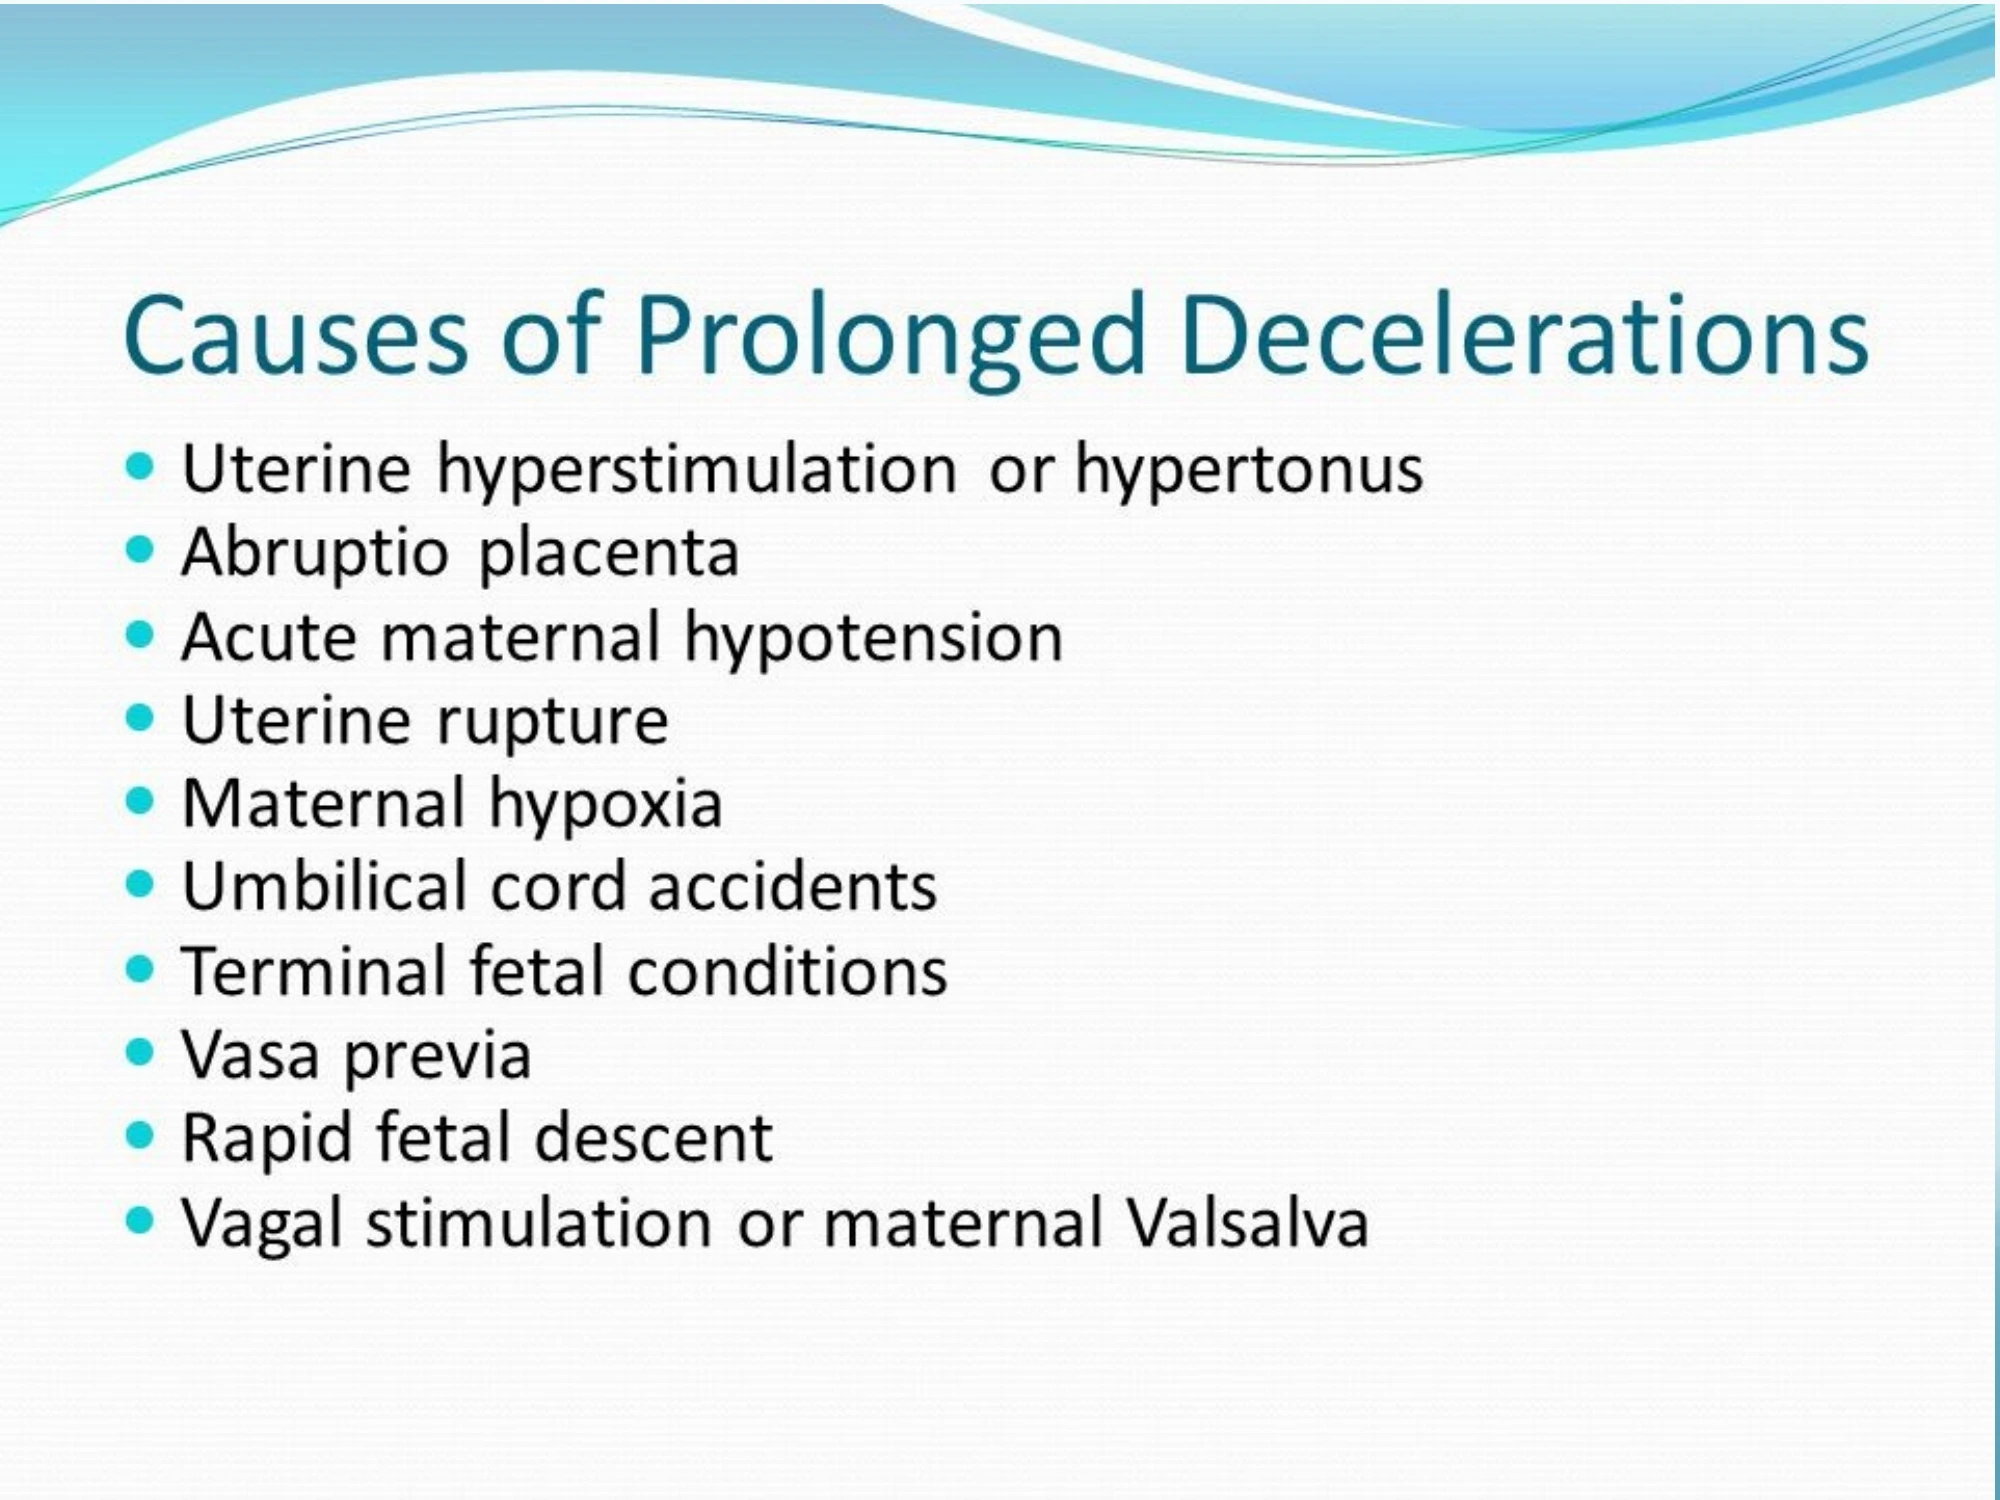 Causes of Prolonged Decelerations
• Uterine hyperstimulation or hypertonus
• Abruptio placenta
• Acute maternal hypotension
• Uterine rupture
• Maternal hypoxia
• Umbilical cord accidents
• Terminal fetal conditions
• Vasa previa
• Rapid fetal descent
• Vagal stimulation or maternal Valsalva